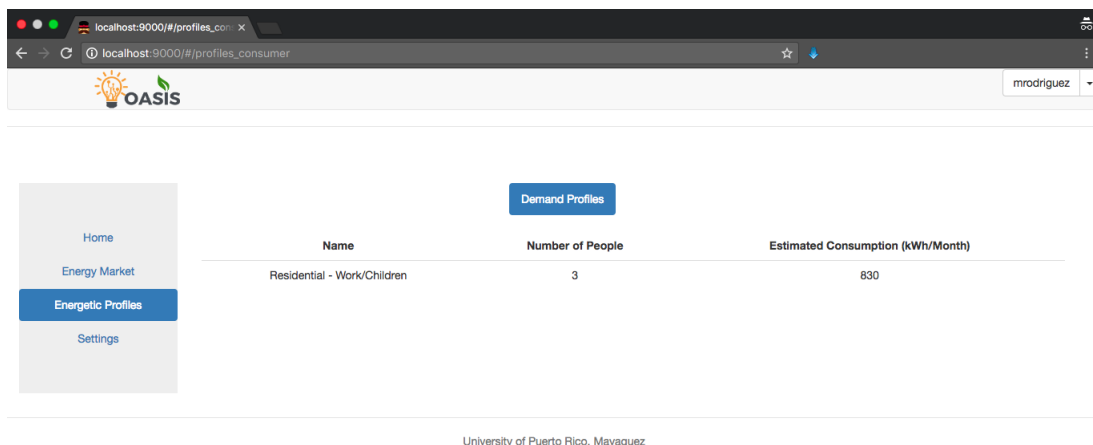 localhost:9000/#/profiles_con
localhost:9000/#/profiles_consumer
OASIS
mrodriguez
Demand Profiles
Home
Energy Market
Energetic Profiles
Settings
Name Number of People Estimated Consumption (kWh/Month)
Residential - Work/Children 3 830
University of Puerto Rico, Mayaguez